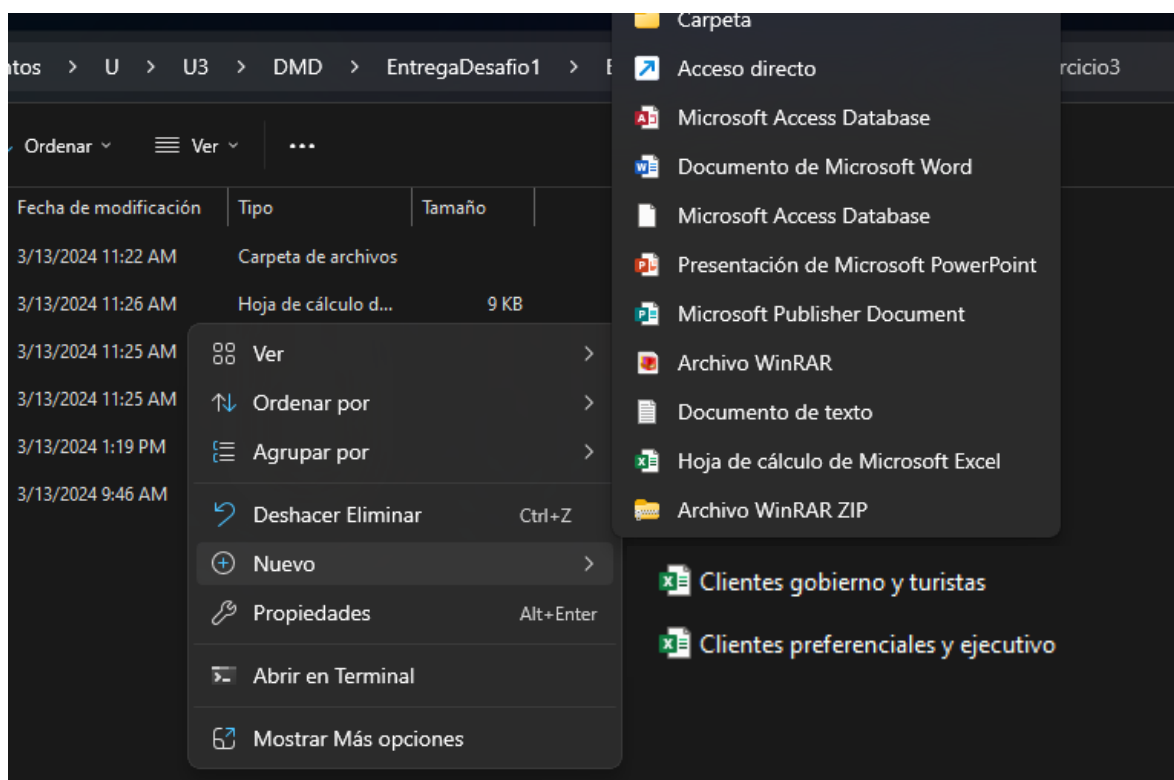 Carpeta
ntos > U > U3 > DMD > EntregaDesafio1 > E
rcicio3
Acceso directo
Microsoft Access Database
Ordenar
Ver
...
Documento de Microsoft Word
Fecha de modificación Tipo Tamaño
Microsoft Access Database
3/13/2024 11:22 AM Carpeta de archivos
Presentación de Microsoft PowerPoint
3/13/2024 11:26 AM Hoja de cálculo d... 9 KB
Microsoft Publisher Document
3/13/2024 11:25 AM
Ver
Archivo WinRAR
3/13/2024 11:25 AM
Ordenar por
Documento de texto
3/13/2024 1:19 PM
Agrupar por
Hoja de cálculo de Microsoft Excel
3/13/2024 9:46 AM
Deshacer Eliminar Ctrl+Z
Archivo WinRAR ZIP
Nuevo
Clientes gobierno y turistas
Propiedades Alt+Enter
Clientes preferenciales y ejecutivo
Abrir en Terminal
Mostrar Más opciones